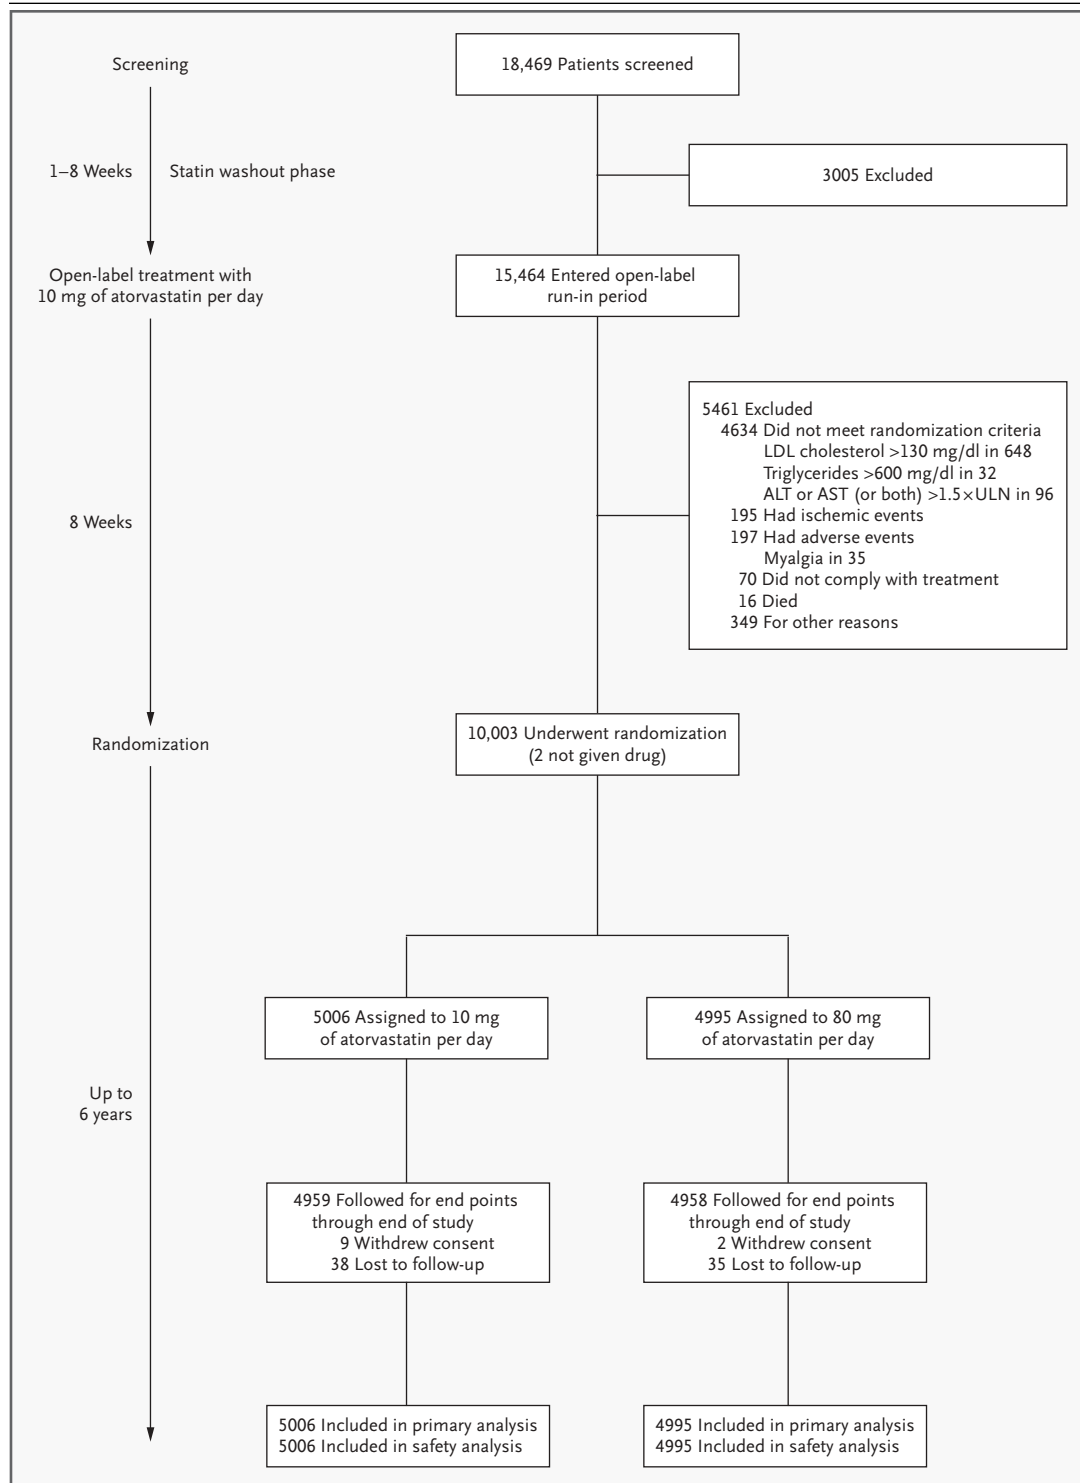 Screening
18,469 Patients screened
1–8 Weeks
Statin washout phase
3005 Excluded
Open-label treatment with
10 mg of atorvastatin per day
15,464 Entered open-label
run-in period
8 Weeks
5461 Excluded
4634 Did not meet randomization criteria
LDL cholesterol >130 mg/dl in 648
Triglycerides >600 mg/dl in 32
ALT or AST (or both) >1.5×ULN in 96
195 Had ischemic events
197 Had adverse events
Myalgia in 35
70 Did not comply with treatment
16 Died
349 For other reasons
Randomization
10,003 Underwent randomization
(2 not given drug)
5006 Assigned to 10 mg
of atorvastatin per day
4995 Assigned to 80 mg
of atorvastatin per day
Up to
6 years
4959 Followed for end points
through end of study
9 Withdrew consent
38 Lost to follow-up
4958 Followed for end points
through end of study
2 Withdrew consent
35 Lost to follow-up
5006 Included in primary analysis
5006 Included in safety analysis
4995 Included in primary analysis
4995 Included in safety analysis